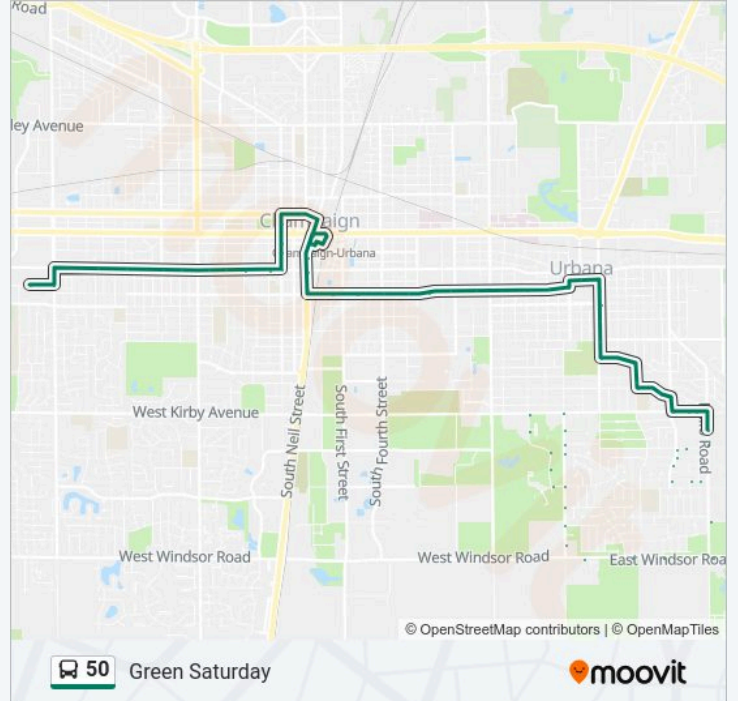 Road
ley Avenue
Champaign
Champaign-Urbana
Urbana
West Kirby Avenue
South Neil Street
South First Street
South Fourth Street
Road
West Windsor Road
West Windsor Road
East Windsor Roa
© OpenStreetMap contributors | © OpenMapTiles
50 Green Saturday
moovit